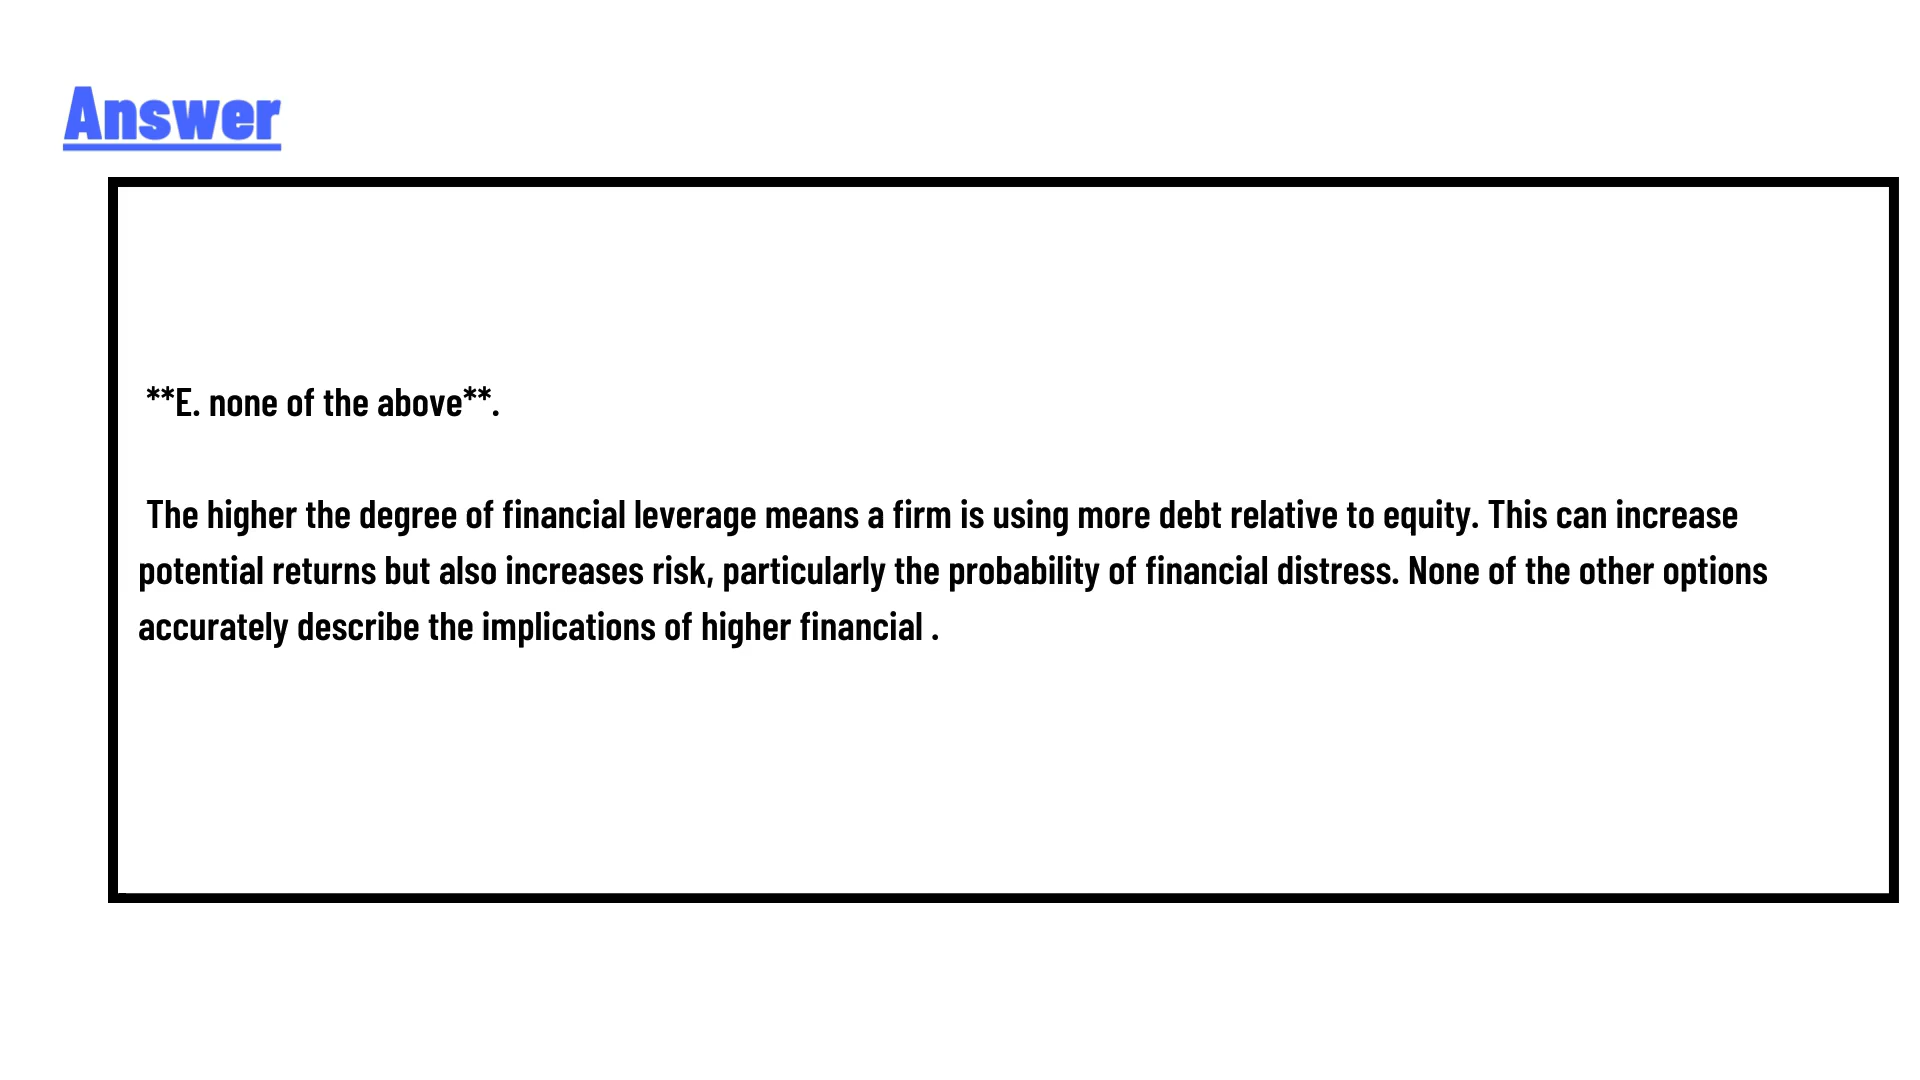 Answer
**E. none of the above**.
The higher the degree of financial leverage means a firm is using more debt relative to equity. This can increase
potential returns but also increases risk, particularly the probability of financial distress. None of the other options
accurately describe the implications of higher financial .